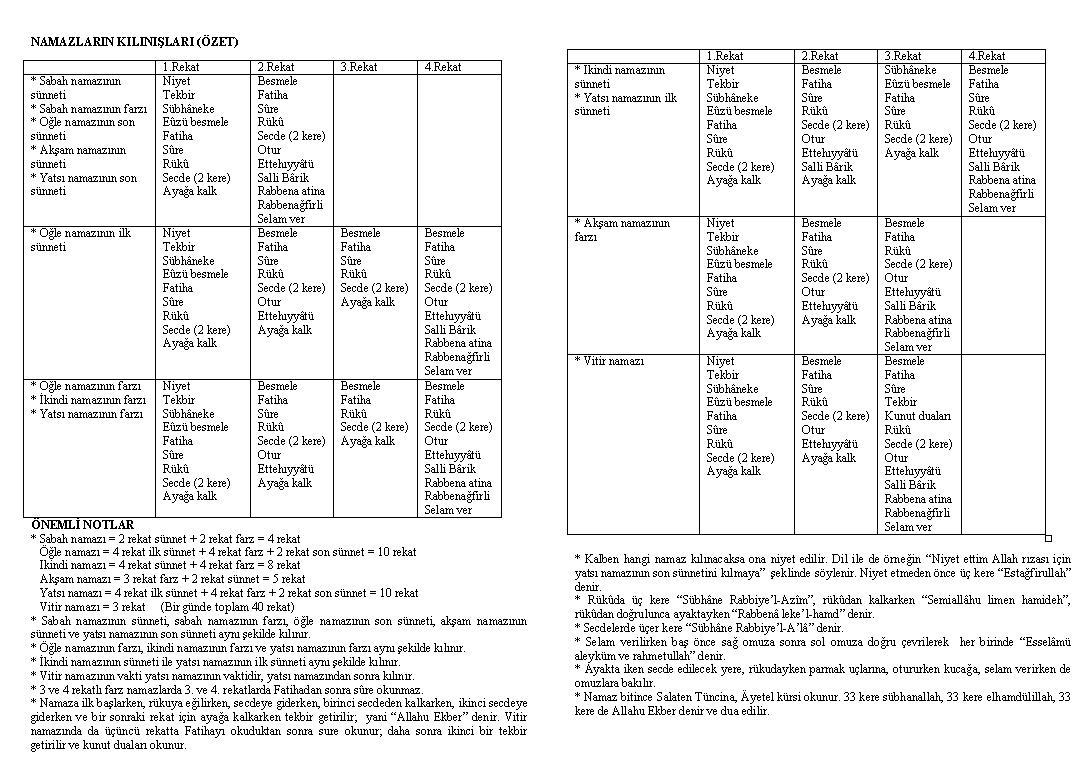 NAMAZLARIN KILINIŞLARI (ÖZET)
1.Rekat 2.Rekat 3.Rekat 4.Rekat
* Sabah namazının Niyet Besmele
sünneti Tekbir Fatiha
* Sabah namazının farzı Sübhâneke Sûre
* Öğle namazının son Eûzü besmele Rükû
sünneti Fatiha Secde (2 kere)
* Akşam namazının Sûre Otur
sünneti Rükû Ettehıyyâtü
* Yatsı namazının son Secde (2 kere) Salli Bârik
sünneti Ayağa kalk Rabbena atina
Rabbenağfirli
Selam ver
* Öğle namazının ilk Niyet Besmele Besmele Besmele
sünneti Tekbir Fatiha Fatiha Fatiha
Sübhâneke Sûre Sûre Sûre
Eûzü besmele Rükû Rükû Rükû
Fatiha Secde (2 kere) Secde (2 kere) Secde (2 kere)
Sûre Otur Ayağa kalk Otur
Rükû Ettehıyyâtü Ettehıyyâtü
Secde (2 kere) Ayağa kalk Salli Bârik
Ayağa kalk Rabbena atina
Rabbenağfirli
Selam ver
* Öğle namazının farzı Niyet Besmele Besmele Besmele
* İkindi namazının farzı Tekbir Fatiha Fatiha Fatiha
* Yatsı namazının farzı Sübhâneke Sûre Rükû Rükû
Eûzü besmele Rükû Secde (2 kere) Secde (2 kere)
Fatiha Secde (2 kere) Ayağa kalk Otur
Sûre Otur Ettehıyyâtü
Rükû Ettehıyyâtü Salli Bârik
Secde (2 kere) Ayağa kalk Rabbena atina
Ayağa kalk Rabbenağfirli
Selam ver
ÖNEMLİ NOTLAR
* Sabah namazı = 2 rekat sünnet + 2 rekat farz = 4 rekat
Öğle namazı = 4 rekat ilk sünnet + 4 rekat farz + 2 rekat son sünnet = 10 rekat
İkindi namazı = 4 rekat sünnet + 4 rekat farz = 8 rekat
Akşam namazı = 3 rekat farz + 2 rekat sünnet = 5 rekat
Yatsı namazı = 4 rekat ilk sünnet + 4 rekat farz + 2 rekat son sünnet = 10 rekat
Vitir namazı = 3 rekat (Bir günde toplam 40 rekat)
* Sabah namazının sünneti, sabah namazının farzı, öğle namazının son sünneti, akşam namazının
sünneti ve yatsı namazının son sünneti aynı şekilde kılınır.
* Öğle namazının farzı, ikindi namazının farzı ve yatsı namazının farzı aynı şekilde kılınır.
* İkindi namazının sünneti ile yatsı namazının ilk sünneti aynı şekilde kılınır.
* Vitir namazının vakti yatsı namazının vaktidir, yatsı namazından sonra kılınır.
* 3 ve 4 rekatlı farz namazlarda 3. ve 4. rekatlarda Fatihadan sonra sûre okunmaz.
* Namaza ilk başlarken, rükuya eğilirken, secdeye giderken, birinci secdeden kalkarken, ikinci secdeye
giderken ve bir sonraki rekat için ayağa kalkarken tekbir getirilir; yani “Allahu Ekber” denir. Vitir
namazında da üçüncü rekatta Fatihayı okuduktan sonra sure okunur; daha sonra ikinci bir tekbir
getirilir ve kunut duaları okunur.
1.Rekat 2.Rekat 3.Rekat 4.Rekat
* İkindi namazının Niyet Besmele Sübhâneke Besmele
sünneti Tekbir Fatiha Eûzü besmele Fatiha
* Yatsı namazının ilk Sübhâneke Sûre Fatiha Sûre
sünneti Eûzü besmele Rükû Sûre Rükû
Fatiha Secde (2 kere) Rükû Secde (2 kere)
Sûre Otur Secde (2 kere) Otur
Rükû Ettehıyyâtü Ayağa kalk Ettehıyyâtü
Secde (2 kere) Salli Bârik Salli Bârik
Ayağa kalk Ayağa kalk Rabbena atina
Rabbenağfirli
Selam ver
* Akşam namazının Niyet Besmele Besmele
farzı Tekbir Fatiha Fatiha
Sübhâneke Sûre Rükû
Eûzü besmele Rükû Secde (2 kere)
Fatiha Secde (2 kere) Otur
Sûre Otur Ettehıyyâtü
Rükû Ettehıyyâtü Salli Bârik
Secde (2 kere) Ayağa kalk Rabbena atina
Ayağa kalk Rabbenağfirli
Selam ver
* Vitir namazı Niyet Besmele Besmele
Tekbir Fatiha Fatiha
Sübhâneke Sûre Sûre
Eûzü besmele Rükû Tekbir
Fatiha Secde (2 kere) Kunut duaları
Sûre Otur Rükû
Rükû Ettehıyyâtü Secde (2 kere)
Secde (2 kere) Ayağa kalk Otur
Ayağa kalk Ettehıyyâtü
Salli Bârik
Rabbena atina
Rabbenağfirli
Selam ver
* Kalben hangi namaz kılınacaksa ona niyet edilir. Dil ile de örneğin “Niyet ettim Allah rızası için
yatsı namazının son sünnetini kılmaya” şeklinde söylenir. Niyet etmeden önce üç kere “Estağfirullah”
denir.
* Rükûda üç kere “Sübhâne Rabbiye’l-Azîm”, rükûdan kalkarken “Semiallâhu limen hamideh”,
rükûdan doğrulunca ayaktayken “Rabbenâ leke’l-hamd” denir.
* Secdelerde üçer kere “Sübhâne Rabbiye’l-A’lâ” denir.
* Selam verilirken baş önce sağ omuza sonra sol omuza doğru çevrilerek her birinde “Esselâmü
aleyküm ve rahmetullah” denir.
* Ayakta iken secde edilecek yere, rükudayken parmak uçlarına, otururken kucağa, selam verirken de
omuzlara bakılır.
* Namaz bitince Salaten Tüncina, Âyetel kürsi okunur. 33 kere sübhanallah, 33 kere elhamdülillah, 33
kere de Allahu Ekber denir ve dua edilir.